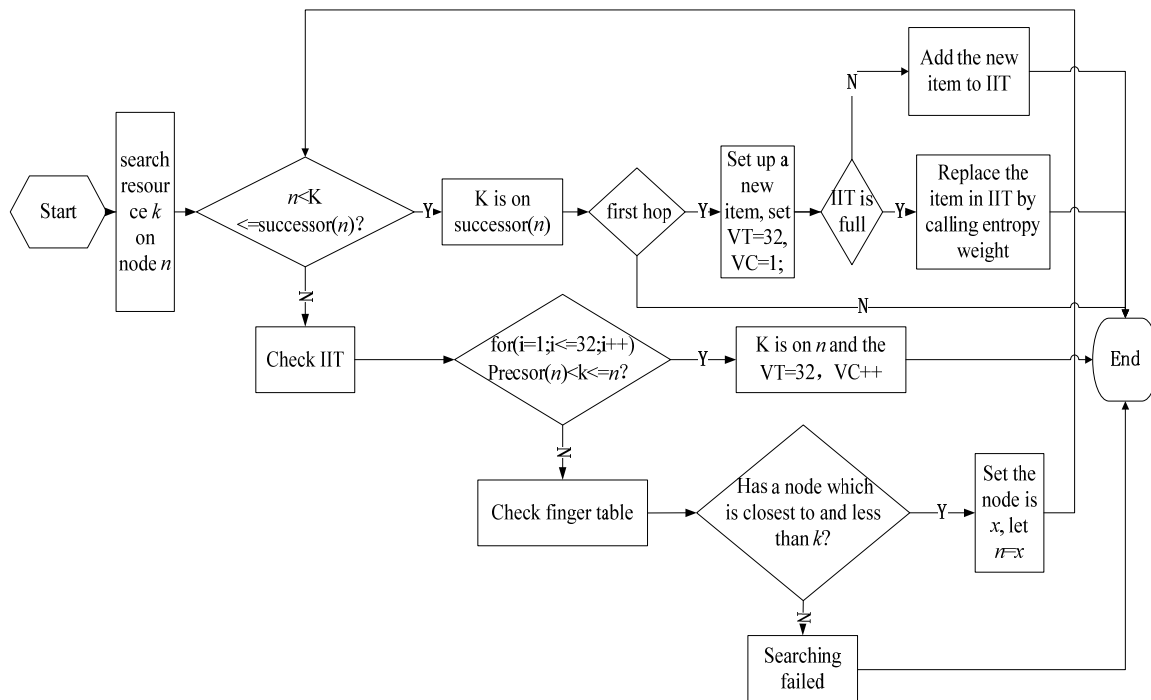 Start
search
resour
ce k
on
node n
n<K
<=successor(n)?
Y
K is on
successor(n)
first hop
Y
Set up a
new
item, set
VT=32,
VC=1;
IIT is
full
N
Add the new
item to IIT
Y
Replace the
item in IIT by
calling entropy
weight
N
N
Check IIT
for(i=1;i<=32;i++)
Precsor(n)<k<=n?
Y
K is on n and the
VT=32, VC++
End
N
Check finger table
Has a node which
is closest to and less
than k?
Y
Set the
node is
x, let
n=x
N
Searching
failed